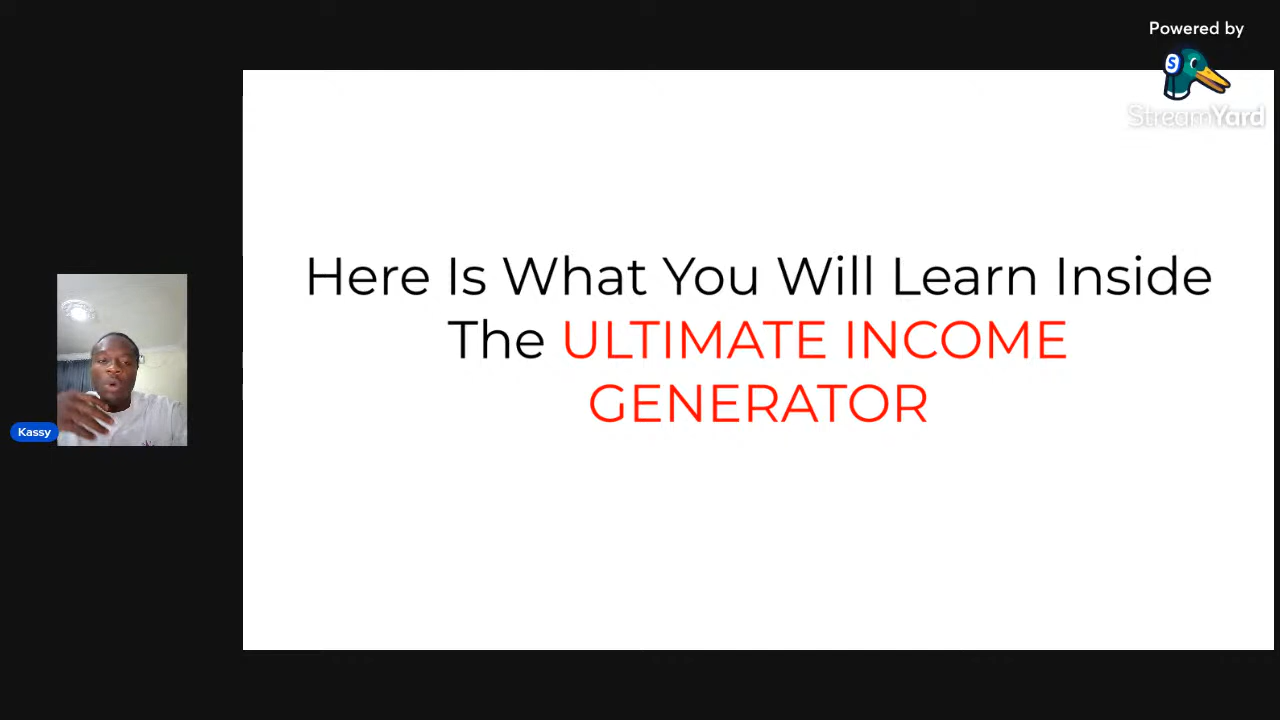 Powered by
S
StreamYard
Here Is What You Will Learn Inside
The ULTIMATE INCOME
GENERATOR
Kassy